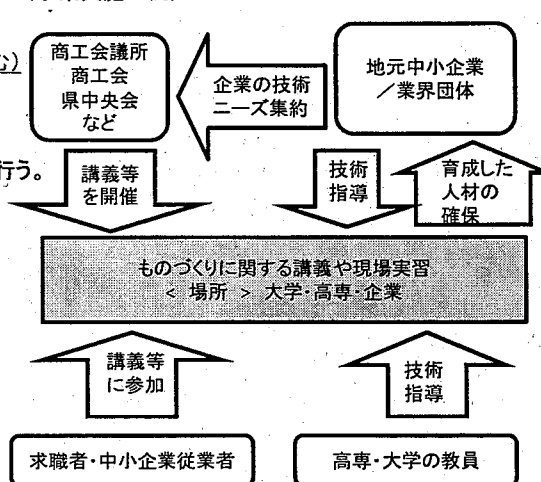 む)
商工会議所
商工会
県中央会
など
企業の技術
ニーズ集約
地元中小企業
／業界団体
行う。
講義等
を開催
技術
指導
育成した
人材の
確保
ものづくりに関する講義や現場実習
＜ 場所 ＞ 大学・高専・企業
講義等
に参加
技術
指導
求職者・中小企業従業者
高専・大学の教員